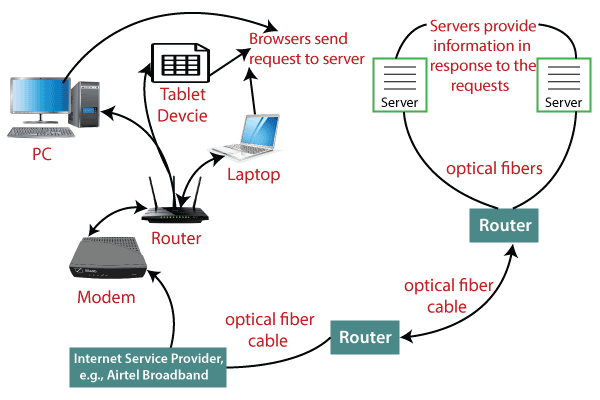 Browsers send
request to server
Servers provide
information in
response to the
requests
Server
Server
Tablet
Devcie
PC
Laptop
optical fibers
Router
Router
Modem
optical fiber
cable
optical fiber
cable
Router
Internet Service Provider,
e.g., Airtel Broadband